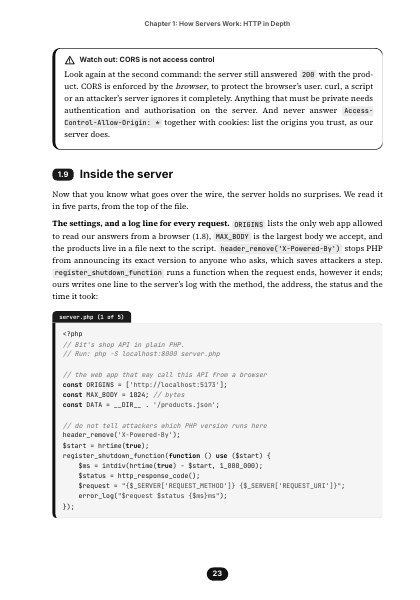 Chapter 1: How Servers Work: HTTP in Depth
Watch out: CORS is not access control
Look again at the second command: the server still answered 200 with the prod-
uct. CORS is enforced by the browser, to protect the browser's user. curl, a script
or an attacker's server ignores it completely. Anything that must be private needs
authentication and authorisation on the server. And never answer Access-
Control-Allow-Origin: * together with cookies: list the origins you trust, as our
server does.
1.9 Inside the server
Now that you know what goes over the wire, the server holds no surprises. We read it
in five parts, from the top of the file.
The settings, and a log line for every request. ORIGINS lists the only web app allowed
to read our answers from a browser (1.8), MAX_BODY is the largest body we accept, and
the products live in a file next to the script. header_remove('X-Powered-By') stops PHP
from announcing its exact version to anyone who asks, which saves attackers a step.
register_shutdown_function runs a function when the request ends, however it ends;
ours writes one line to the server's log with the method, the address, the status and the
time it took:
server.php (1 of 5)
<?php
// Bit's shop API in plain PHP.
// Run: php -S localhost:8000 server.php
// the web app that may call this API from a browser
const ORIGINS = ['http://localhost:5173'];
const MAX_BODY = 1024; // bytes
const DATA = __DIR__ . '/products.json';
// do not tell attackers which PHP version runs here
header_remove('X-Powered-By');
$start = hrtime(true);
register_shutdown_function(function () use ($start) {
$ms = intdiv(hrtime(true) - $start, 1_000_000);
$status = http_response_code();
$request = "{$_SERVER['REQUEST_METHOD']} {$_SERVER['REQUEST_URI']}";
error_log("$request $status {$ms}ms");
});
23